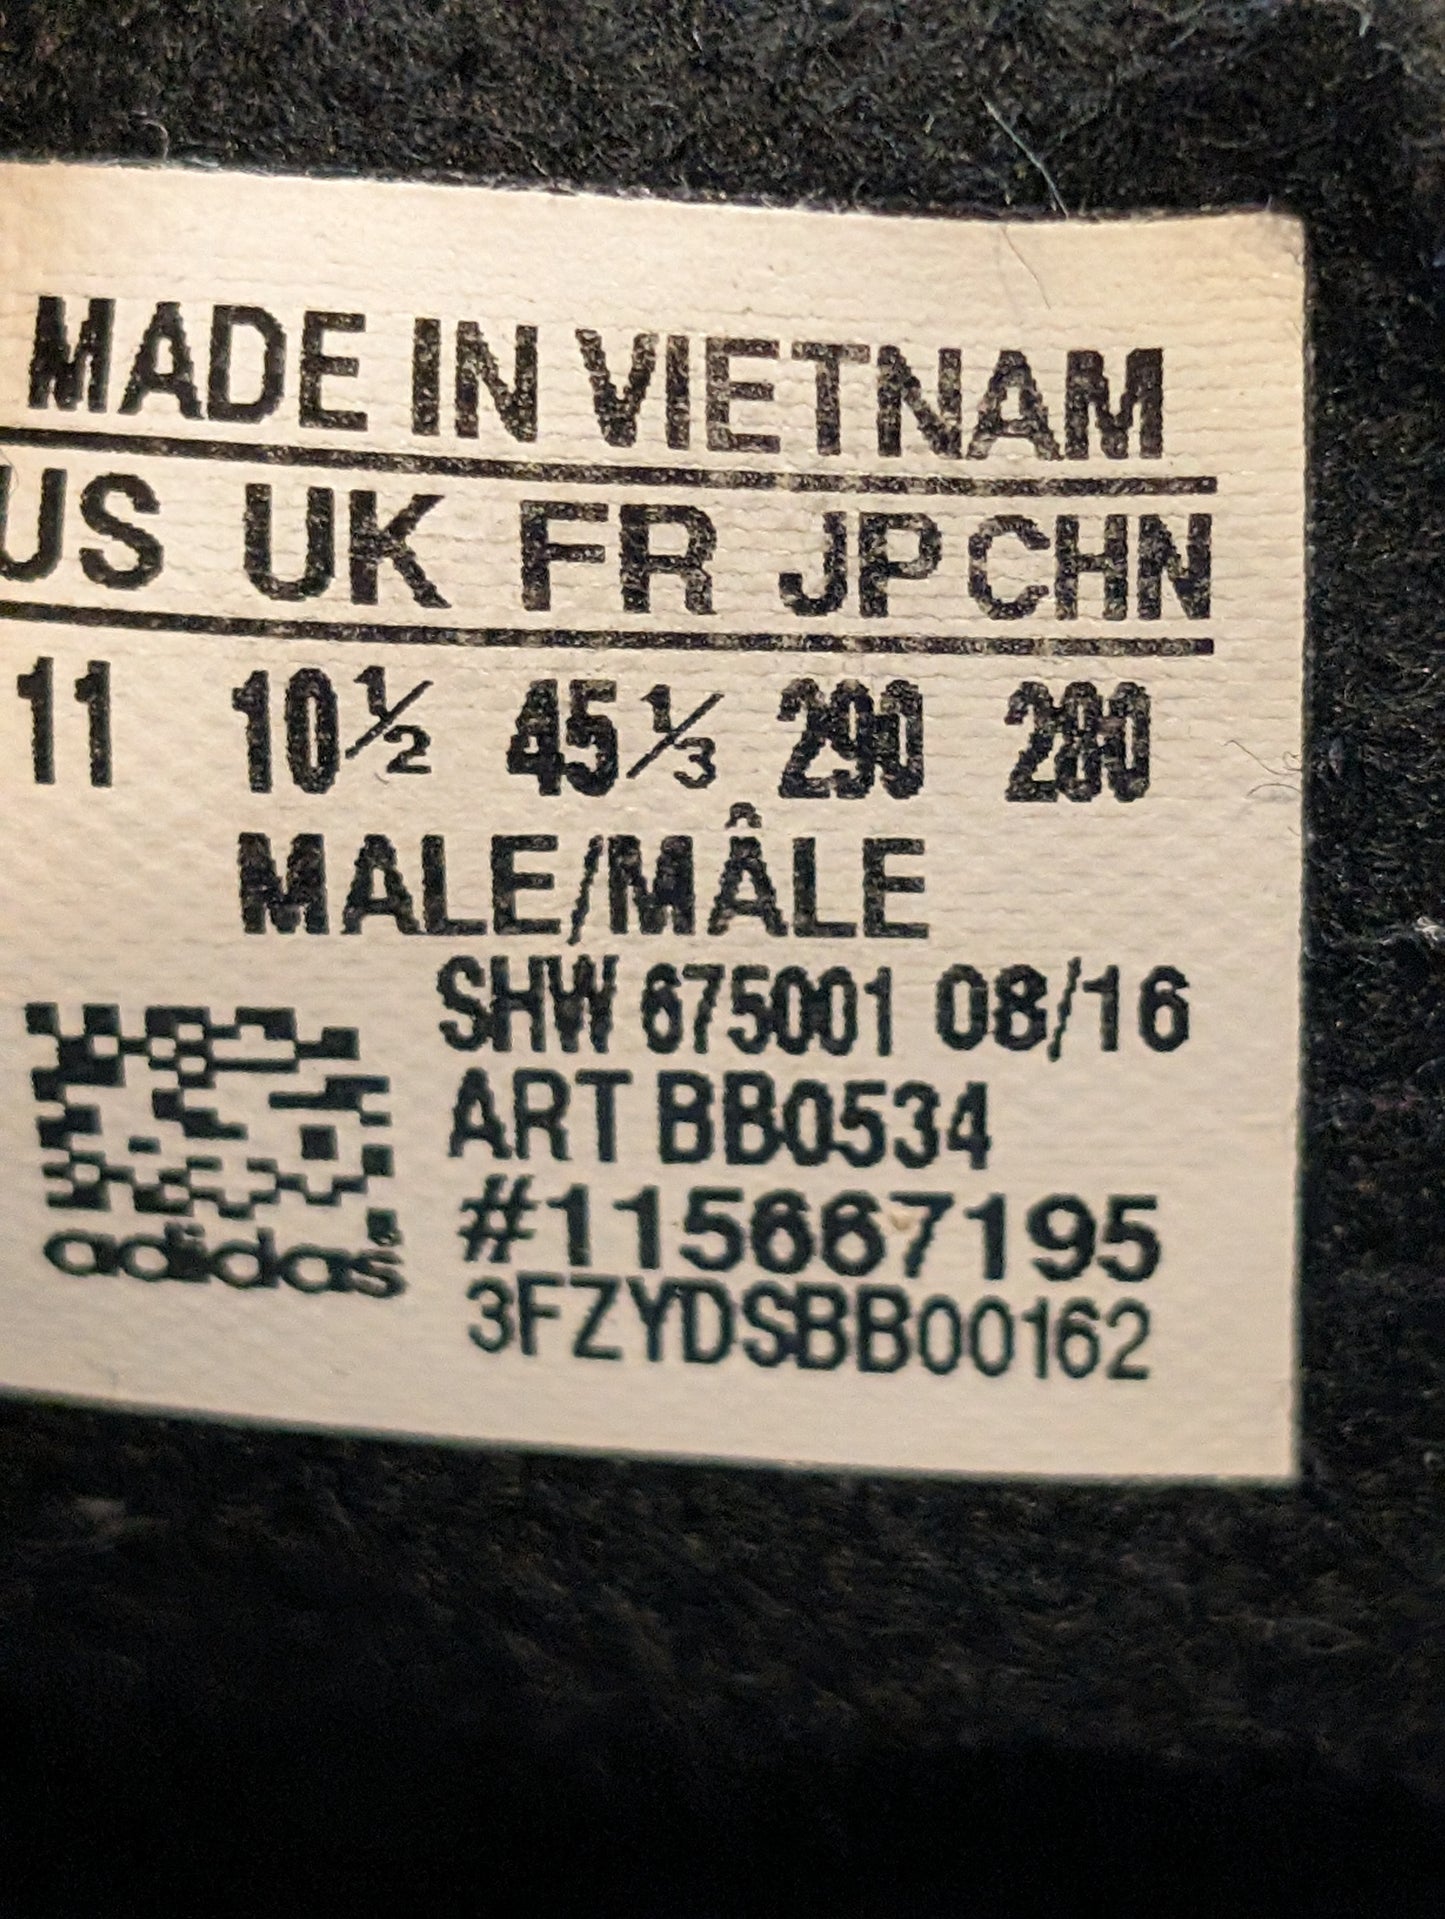 MADE IN VIETNAM
US UK FR JP CHN
11 10½ 45⅓ 290 280
MALE/MÂLE
SHW 675001 08/16
ART BB0534
#115667195
3FZYDSBB00162
adidas®